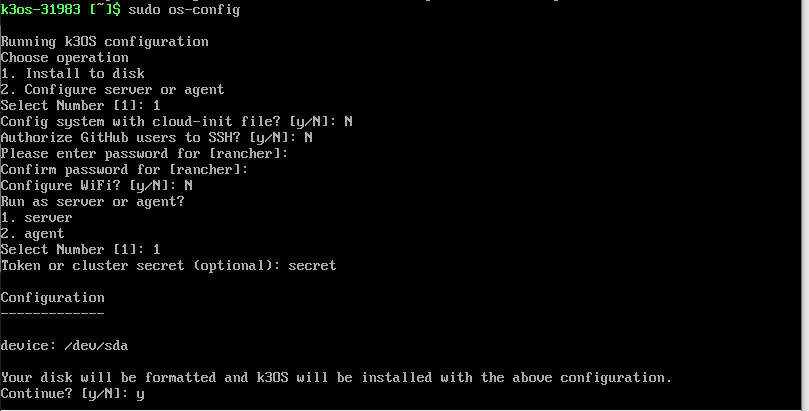 k3os-31983 [~]$ sudo os-config
Running k3OS configuration
Choose operation
1. Install to disk
2. Configure server or agent
Select Number [1]: 1
Config system with cloud-init file? [y/N]: N
Authorize GitHub users to SSH? [y/N]: N
Please enter password for [rancher]:
Confirm password for [rancher]:
Configure WiFi? [y/N]: N
Run as server or agent?
1. server
2. agent
Select Number [1]: 1
Token or cluster secret (optional): secret
Configuration
-------------
device: /dev/sda
Your disk will be formatted and k3OS will be installed with the above configuration.
Continue? [y/N]: y